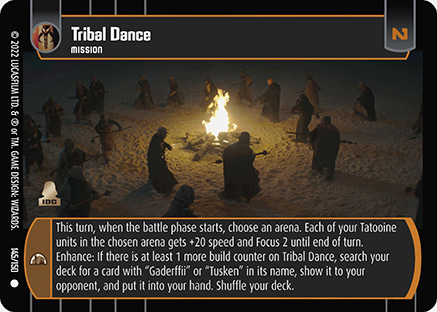 Tribal Dance
MISSION
N
© 2022 LUCASFILM LTD. & ® OR TM. GAME DESIGN: WIZARDS.
IDC
This turn, when the battle phase starts, choose an arena. Each of your Tatooine
units in the chosen arena gets +20 speed and Focus 2 until end of turn.
Enhance: If there is at least 1 more build counter on Tribal Dance, search your
deck for a card with "Gaderffii" or "Tusken" in its name, show it to your
opponent, and put it into your hand. Shuffle your deck.
145/150